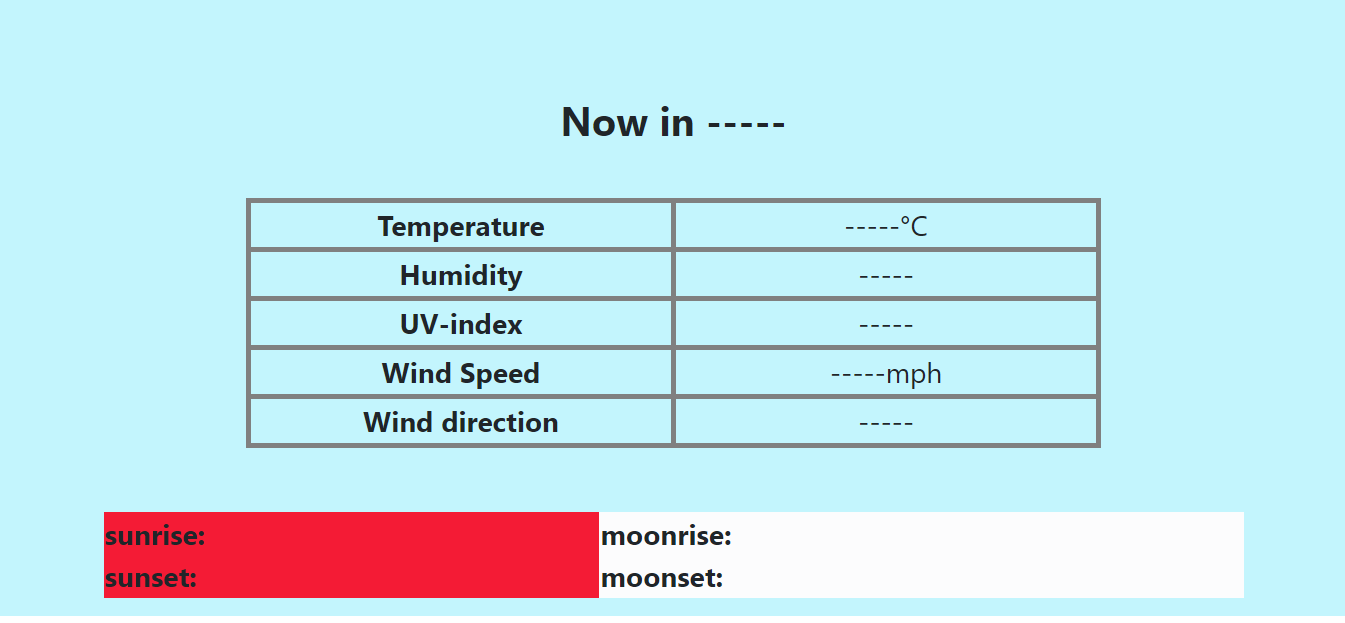 Now in -----
Temperature -----°C
Humidity -----
UV-index -----
Wind Speed -----mph
Wind direction -----
sunrise: moonrise:
sunset: moonset: